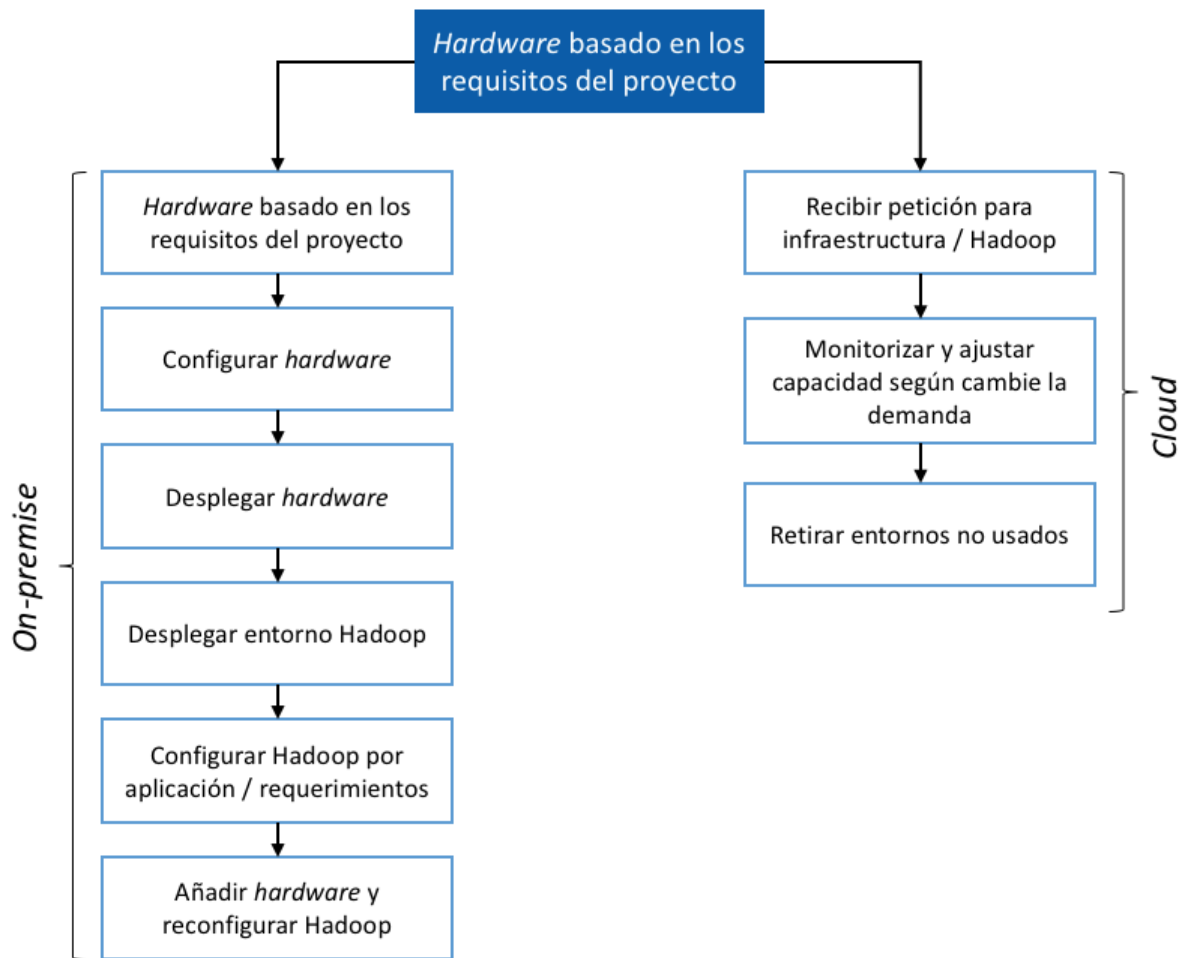 Hardware basado en los
requisitos del proyecto
On-premise
Hardware basado en los
requisitos del proyecto
Configurar hardware
Desplegar hardware
Desplegar entorno Hadoop
Configurar Hadoop por
aplicación / requerimientos
Añadir hardware y
reconfigurar Hadoop
Recibir petición para
infraestructura / Hadoop
Monitorizar y ajustar
capacidad según cambie la
demanda
Retirar entornos no usados
Cloud